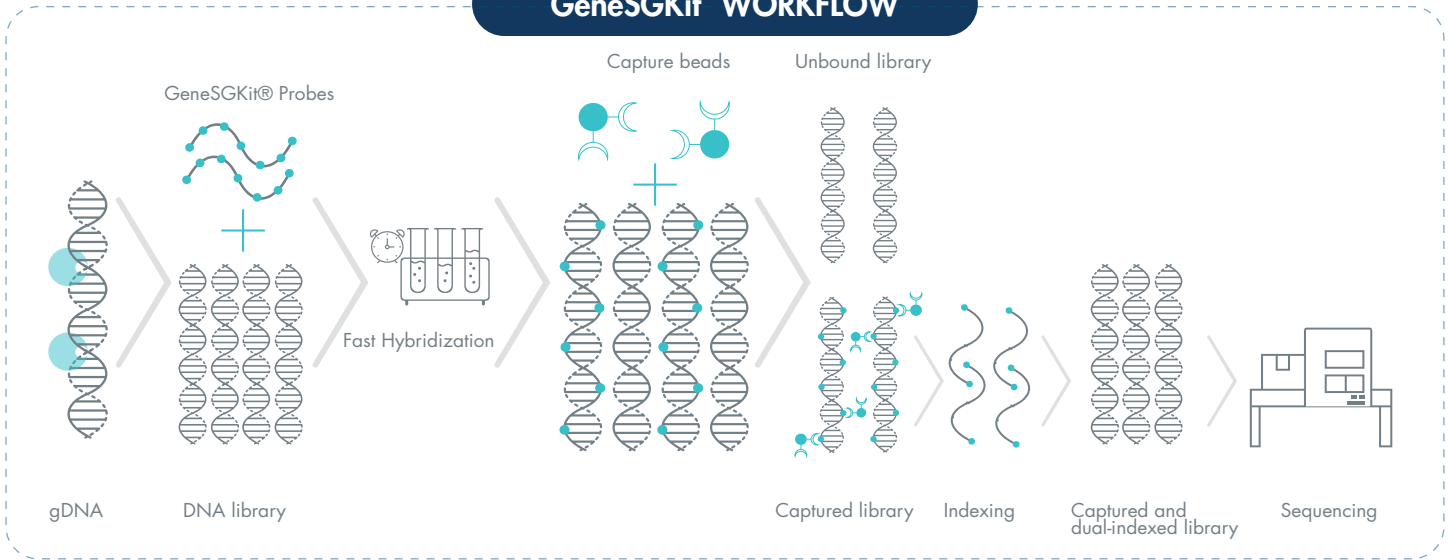 GeneSGKit WORKFLOW
Capture beads
Unbound library
GeneSGKit® Probes
Fast Hybridization
gDNA
DNA library
Captured library
Indexing
Captured and
dual-indexed library
Sequencing